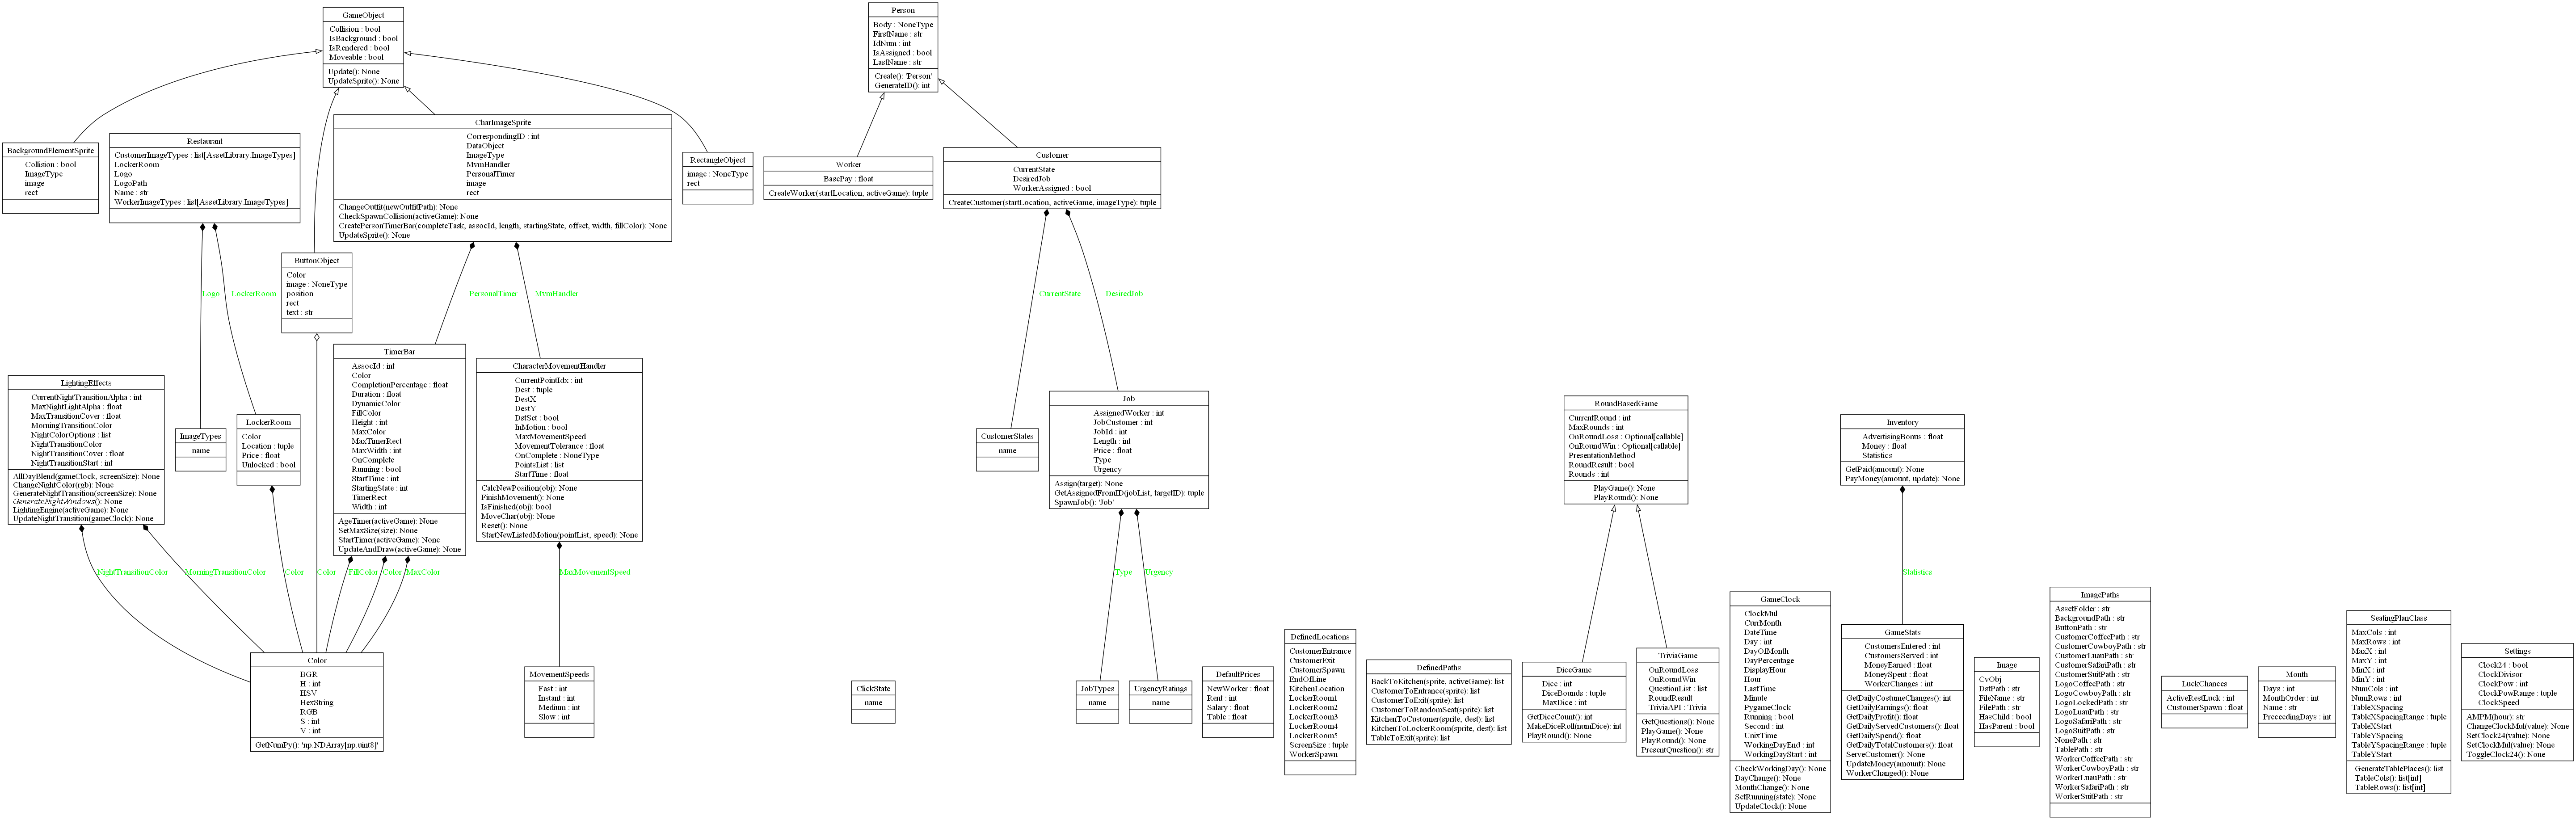 GameObject
Collision : bool
IsBackground : bool
IsRendered : bool
Moveable : bool
Update(): None
UpdateSprite(): None
Person
Body : NoneType
FirstName : str
IdNum : int
IsAssigned : bool
LastName : str
Create(): 'Person'
GenerateID(): int
BackgroundElementSprite
Collision : bool
ImageType
image
rect
Restaurant
CustomerImageTypes : list[AssetLibrary.ImageTypes]
LockerRoom
Logo
LogoPath
Name : str
WorkerImageTypes : list[AssetLibrary.ImageTypes]
CharImageSprite
CorrespondingID : int
DataObject
ImageType
MvmHandler
PersonalTimer
image
rect
ChangeOutfit(newOutfitPath): None
CheckSpawnCollision(activeGame): None
CreatePersonTimerBar(completeTask, assocId, length, startingState, offset, width, fillColor): None
UpdateSprite(): None
RectangleObject
image : NoneType
rect
Worker
BasePay : float
CreateWorker(startLocation, activeGame): tuple
Customer
CurrentState
DesiredJob
WorkerAssigned : bool
CreateCustomer(startLocation, activeGame, imageType): tuple
ButtonObject
Color
image : NoneType
position
rect
text : str
Logo
LockerRoom
PersonalTimer
MvmHandler
CurrentState
DesiredJob
LightingEffects
CurrentNightTransitionAlpha : int
MaxNightLightAlpha : float
MaxTransitionCover : float
MorningTransitionColor
NightColorOptions : list
NightTransitionColor
NightTransitionCover : float
NightTransitionStart : int
AllDayBlend(gameClock, screenSize): None
ChangeNightColor(rgb): None
GenerateNightTransition(screenSize): None
GenerateNightWindows(): None
LightingEngine(activeGame): None
UpdateNightTransition(gameClock): None
ImageTypes
name
LockerRoom
Color
Location : tuple
Price : float
Unlocked : bool
TimerBar
AssocId : int
Color
CompletionPercentage : float
Duration : float
DynamicColor
FillColor
Height : int
MaxColor
MaxTimerRect
MaxWidth : int
OnComplete
Running : bool
StartTime : int
StartingState : int
TimerRect
Width : int
AgeTimer(activeGame): None
SetMaxSize(size): None
StartTimer(activeGame): None
UpdateAndDraw(activeGame): None
CharacterMovementHandler
CurrentPointIdx : int
Dest : tuple
DestX
DestY
DstSet : bool
InMotion : bool
MaxMovementSpeed
MovementTolerance : float
OnComplete : NoneType
PointsList : list
StartTime : float
CalcNewPosition(obj): None
FinishMovement(): None
IsFinished(obj): bool
MoveChar(obj): None
Reset(): None
StartNewListedMotion(pointList, speed): None
CustomerStates
name
Job
AssignedWorker : int
JobCustomer : int
JobId : int
Length : int
Price : float
Type
Urgency
Assign(target): None
GetAssignedFromID(jobList, targetID): tuple
SpawnJob(): 'Job'
RoundBasedGame
CurrentRound : int
MaxRounds : int
OnRoundLoss : Optional[callable]
OnRoundWin : Optional[callable]
PresentationMethod
RoundResult : bool
Rounds : int
PlayGame(): None
PlayRound(): None
Inventory
AdvertisingBonus : float
Money : float
Statistics
GetPaid(amount): None
PayMoney(amount, update): None
NightTransitionColor
MorningTransitionColor
Color
Color
FillColor
Color
MaxColor
MaxMovementSpeed
Type
Urgency
Statistics
Color
BGR
H : int
HSV
HexString
RGB
S : int
V : int
GetNumPy(): 'np.NDArray[np.uint8]'
MovementSpeeds
Fast : int
Instant : int
Medium : int
Slow : int
ClickState
name
JobTypes
name
UrgencyRatings
name
DefaultPrices
NewWorker : float
Rent : int
Salary : float
Table : float
DefinedLocations
CustomerEntrance
CustomerExit
CustomerSpawn
EndOfLine
KitchenLocation
LockerRoom1
LockerRoom2
LockerRoom3
LockerRoom4
LockerRoom5
ScreenSize : tuple
WorkerSpawn
DefinedPaths
BackToKitchen(sprite, activeGame): list
CustomerToEntrance(sprite): list
CustomerToExit(sprite): list
CustomerToRandomSeat(sprite): list
KitchenToCustomer(sprite, dest): list
KitchenToLockerRoom(sprite, dest): list
TableToExit(sprite): list
DiceGame
Dice : int
DiceBounds : tuple
MaxDice : int
GetDiceCount(): int
MakeDiceRoll(numDice): int
PlayRound(): None
TriviaGame
OnRoundLoss
OnRoundWin
QuestionList : list
RoundResult
TriviaAPI : Trivia
GetQuestions(): None
PlayGame(): None
PlayRound(): None
PresentQuestion(): str
GameClock
ClockMul
CurrMonth
DateTime
Day : int
DayOfMonth
DayPercentage
DisplayHour
Hour
LastTime
Minute
PygameClock
Running : bool
Second : int
UnixTime
WorkingDayEnd : int
WorkingDayStart : int
CheckWorkingDay(): None
DayChange(): None
MonthChange(): None
SetRunning(state): None
UpdateClock(): None
GameStats
CustomersEntered : int
CustomersServed : int
MoneyEarned : float
MoneySpent : float
WorkerChanges : int
GetDailyCostumeChanges(): int
GetDailyEarnings(): float
GetDailyProfit(): float
GetDailyServedCustomers(): float
GetDailySpend(): float
GetDailyTotalCustomers(): float
ServeCustomer(): None
UpdateMoney(amount): None
WorkerChanged(): None
Image
CvObj
DstPath : str
FileName : str
FilePath : str
HasChild : bool
HasParent : bool
ImagePaths
AssetFolder : str
BackgroundPath : str
ButtonPath : str
CustomerCoffeePath : str
CustomerCowboyPath : str
CustomerLuauPath : str
CustomerSafariPath : str
CustomerSuitPath : str
LogoCoffeePath : str
LogoCowboyPath : str
LogoLockedPath : str
LogoLuauPath : str
LogoSafariPath : str
LogoSuitPath : str
NonePath : str
TablePath : str
WorkerCoffeePath : str
WorkerCowboyPath : str
WorkerLuauPath : str
WorkerSafariPath : str
WorkerSuitPath : str
LuckChances
ActiveRestLuck : int
CustomerSpawn : float
Month
Days : int
MonthOrder : int
Name : str
PreceedingDays : int
SeatingPlanClass
MaxCols : int
MaxRows : int
MaxX : int
MaxY : int
MinX : int
MinY : int
NumCols : int
NumRows : int
TableXSpacing
TableXSpacingRange : tuple
TableXStart
TableYSpacing
TableYSpacingRange : tuple
TableYStart
GenerateTablePlaces(): list
TableCols(): list[int]
TableRows(): list[int]
Settings
Clock24 : bool
ClockDivisor
ClockPow : int
ClockPowRange : tuple
ClockSpeed
AMPM(hour): str
ChangeClockMul(value): None
SetClock24(value): None
SetClockMul(value): None
ToggleClock24(): None